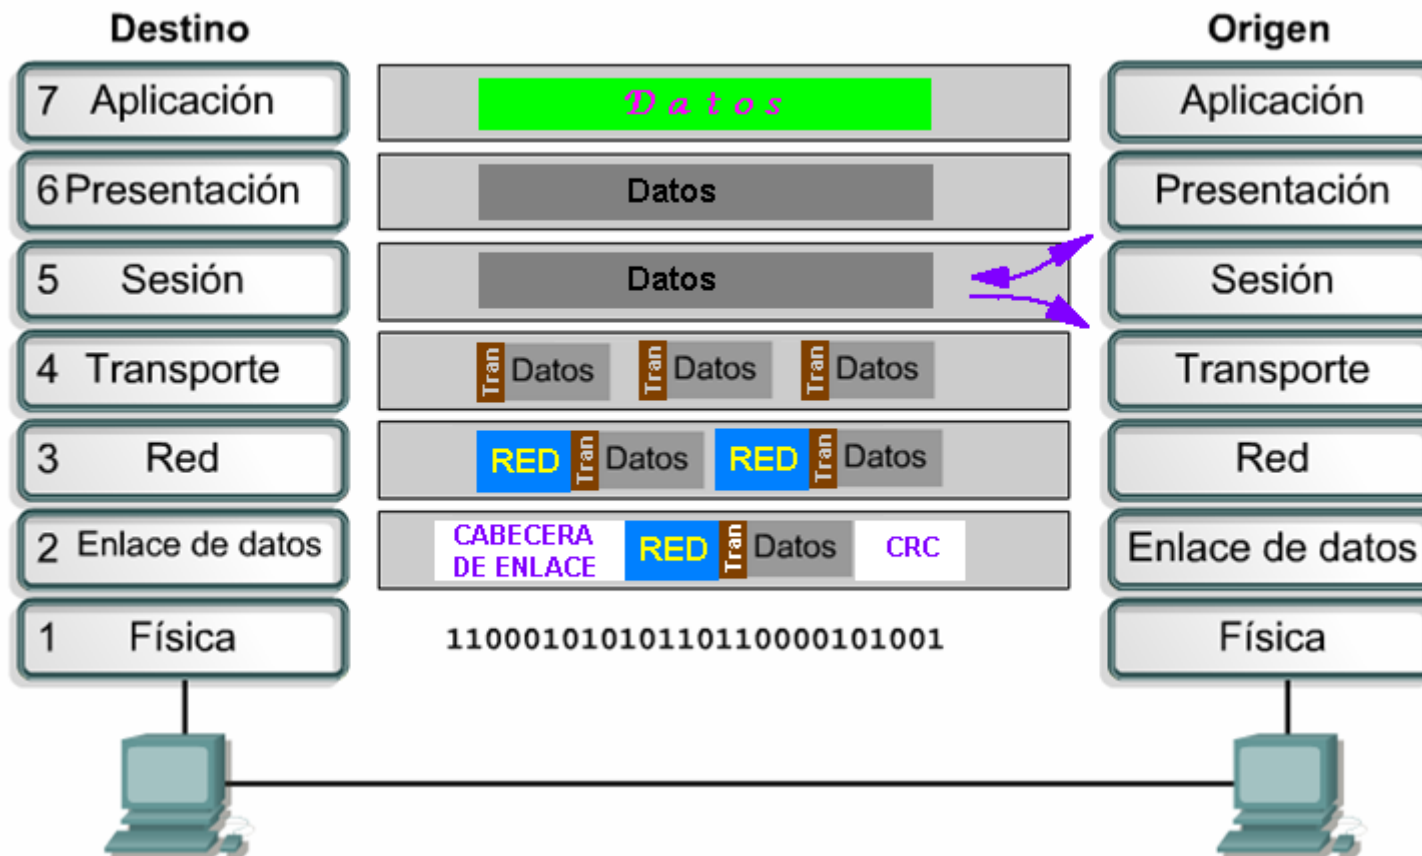 Destino
Origen
7 Aplicación
Datos
Aplicación
6 Presentación
Datos
Presentación
5 Sesión
Datos
Sesión
4 Transporte
Tran Datos Tran Datos Tran Datos
Transporte
3 Red
RED Tran Datos RED Tran Datos
Red
2 Enlace de datos
CABECERA
DE ENLACE
RED Tran Datos CRC
Enlace de datos
1 Física
1100010101011011000010100​1
Física